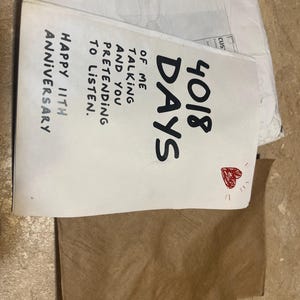 4018
DAYS
OF ME
TALKING
AND YOU
PRETENDING
TO LISTEN.
HAPPY 11TH
ANNIVERSARY